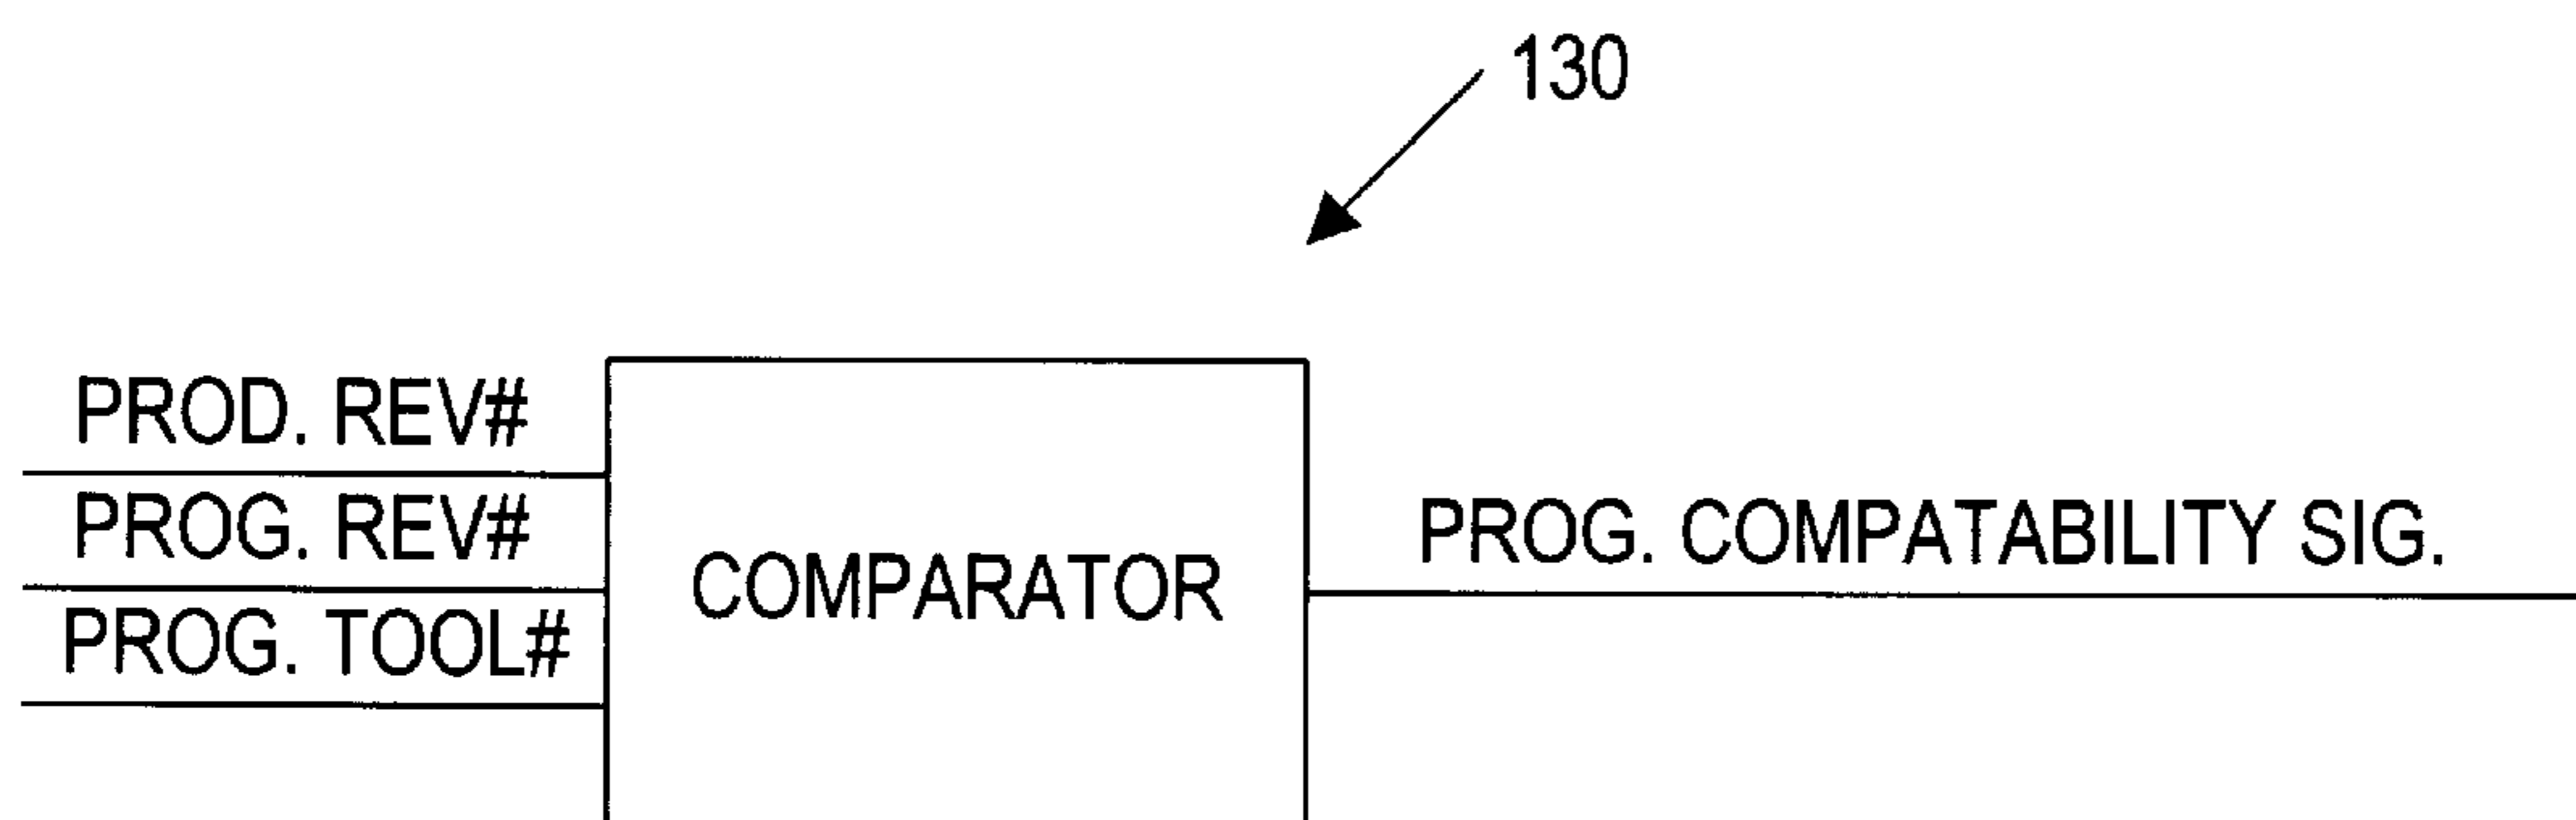 130
PROD. REV#
PROG. REV#
PROG. TOOL#
COMPARATOR
PROG. COMPATABILITY SIG.